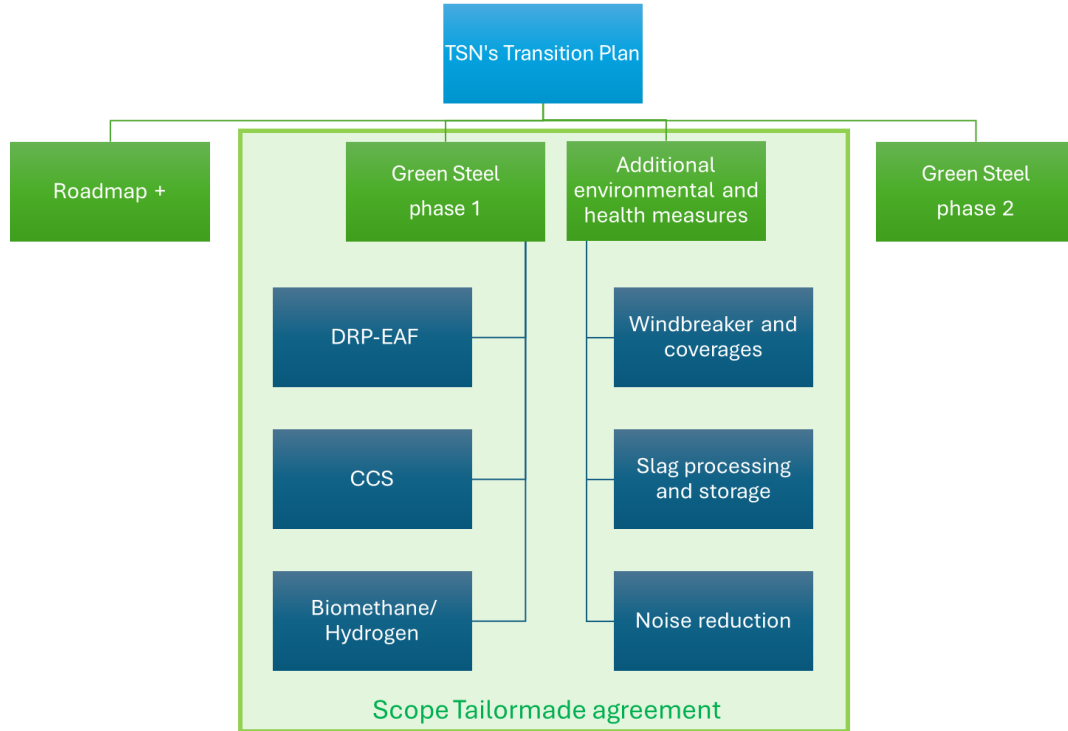 TSN's Transition Plan
Roadmap +
Green Steel
phase 1
Additional
environmental and
health measures
Green Steel
phase 2
DRP-EAF
Windbreaker and
coverages
CCS
Slag processing
and storage
Biomethane/
Hydrogen
Noise reduction
Scope Tailormade agreement